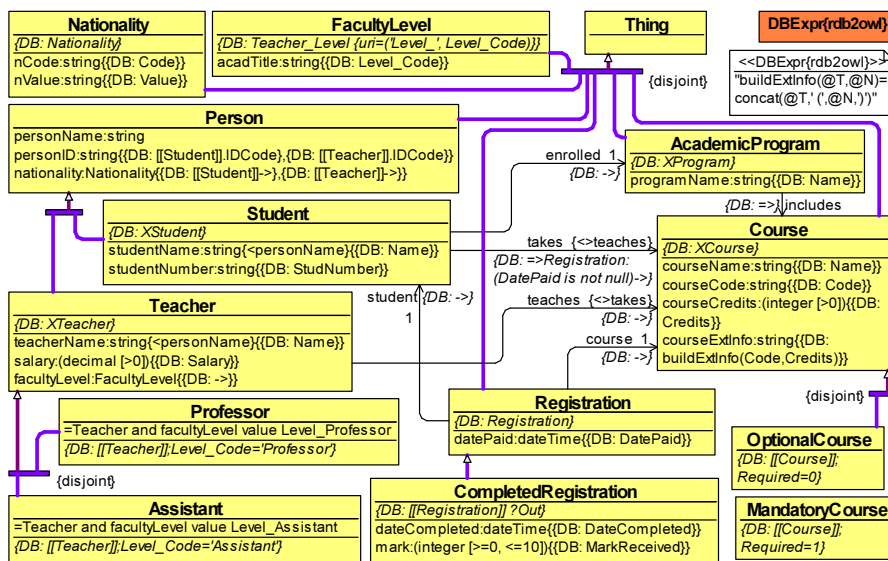 Nationality
{DB: Nationality}
nCode:string{{DB: Code}
nValue:string{{DB: Value}
FacultyLevel
{DB: Teacher_Level {uri=('Level_', Level_Code)}}
acadTitle:string{{DB: Level_Code}}
Thing
{disjoint}
DBExpr{rdb2owl}
<<DBExpr{rdb2owl}>>
"buildExtInfo(@T,@N)=
concat(@T,' (',@N,')')"
Person
personName:string
personID:string{{DB: [[Student]].IDCode},{DB: [[Teacher]].IDCode}
nationality:Nationality{{DB: [[Student]]->},{DB: [[Teacher]]->}}
enrolled 1
{DB: ->}
AcademicProgram
{DB: XProgram}
programName:string{{DB: Name}}
{DB: =>} includes
Student
{DB: XStudent}
studentName:string{<personName}{{DB: Name}}
studentNumber:string{{DB: StudNumber}}
takes {<>teaches}
{DB: =>Registration:
(DatePaid is not null)->}
Course
{DB: XCourse}
courseName:string{{DB: Name}}
courseCode:string{{DB: Code}}
courseCredits:(integer [>0]){{DB:
Credits}}
courseExtInfo:string{{DB:
buildExtInfo(Code,Credits)}}
student {DB: ->}
1
teaches {<>takes}
{DB: ->}
Teacher
{DB: XTeacher}
teacherName:string{<personName}{{DB: Name}}
salary:(decimal [>0]){{DB: Salary}}
facultyLevel:FacultyLevel{{DB: ->}}
course 1
{DB: ->}
{disjoint}
Professor
=Teacher and facultyLevel value Level_Professor
{DB: [[Teacher]];Level_Code='Professor'}
Registration
{DB: Registration}
datePaid:dateTime{{DB: DatePaid}}
OptionalCourse
{DB: [[Course]];
Required=0}
{disjoint}
Assistant
=Teacher and facultyLevel value Level_Assistant
{DB: [[Teacher]];Level_Code='Assistant'}
CompletedRegistration
{DB: [[Registration]] ?Out}
dateCompleted:dateTime{{DB: DateCompleted}}
mark:(integer [>=0, <=10]){{DB: MarkReceived}}
MandatoryCourse
{DB: [[Course]];
Required=1}